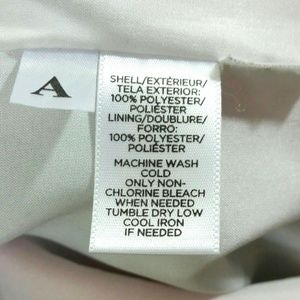 A
SHELL/EXTÉRIEUR/
TELA EXTERIOR:
100% POLYESTER/
POLIÉSTER
LINING/DOUBLURE/
FORRO:
100% POLYESTER/
POLIÉSTER
MACHINE WASH
COLD
ONLY NON-
CHLORINE BLEACH
WHEN NEEDED
TUMBLE DRY LOW
COOL IRON
IF NEEDED